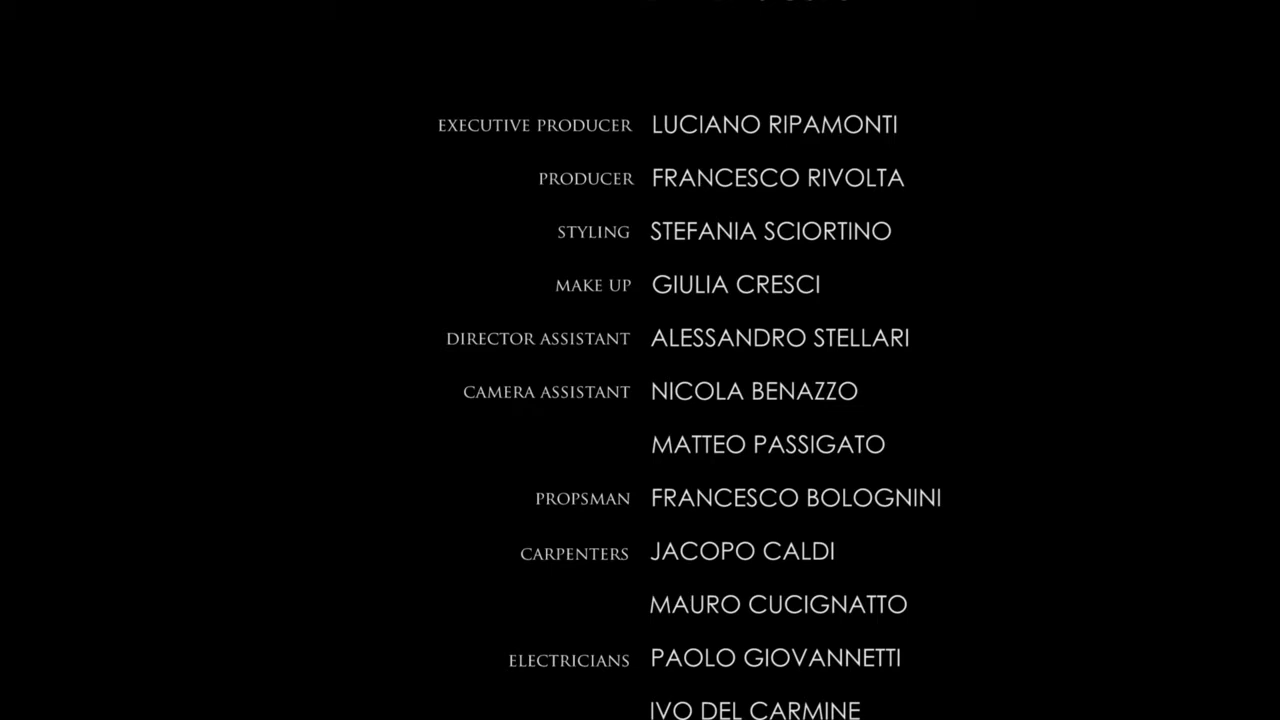 EXECUTIVE PRODUCER LUCIANO RIPAMONTI
PRODUCER FRANCESCO RIVOLTA
STYLING STEFANIA SCIORTINO
MAKE UP GIULIA CRESCI
DIRECTOR ASSISTANT ALESSANDRO STELLARI
CAMERA ASSISTANT NICOLA BENAZZO
MATTEO PASSIGATO
PROPSMAN FRANCESCO BOLOGNINI
CARPENTERS JACOPO CALDI
MAURO CUCIGNATTO
ELECTRICIANS PAOLO GIOVANNETTI
IVO DEL CARMINE